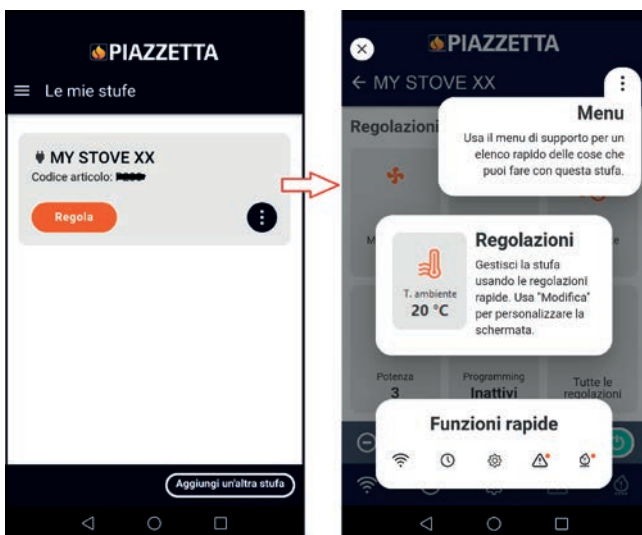 PIAZZETTA
Le mie stufe
MY STOVE XX
Codice articolo:
Regola
Aggiungi un'altra stufa
PIAZZETTA
MY STOVE XX
Regolazioni
Menu
Usa il menu di supporto per un
elenco rapido delle cose che
puoi fare con questa stufa.
Regolazioni
Gestisci la stufa
usando le regolazioni
rapide. Usa "Modifica"
per personalizzare la
schermata.
T. ambiente
20 °C
Potenza
3
Programming
Inattivi
Tutte le
regolazioni
Funzioni rapide